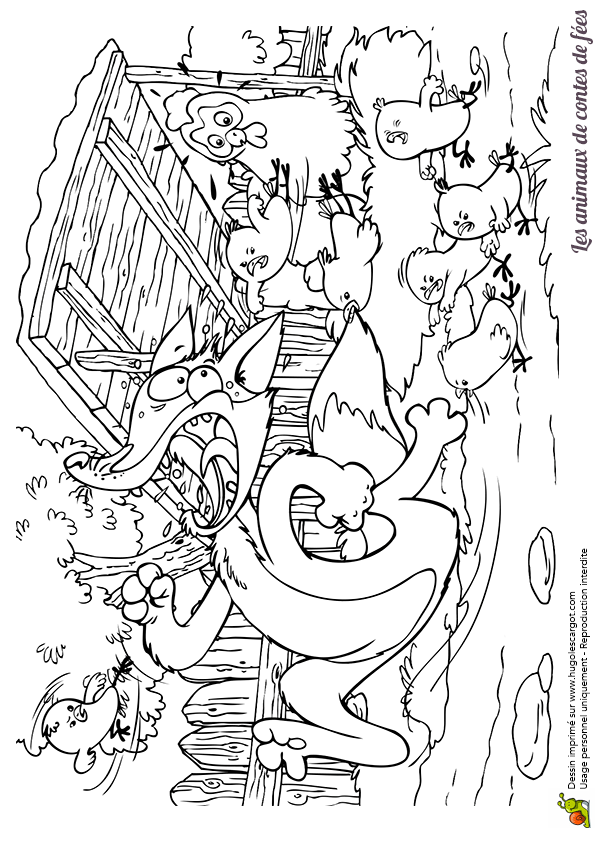 Les animaux de contes de fées
Dessin imprimé sur www.hugolescargot.com
Usage personnel uniquement - Reproduction interdite